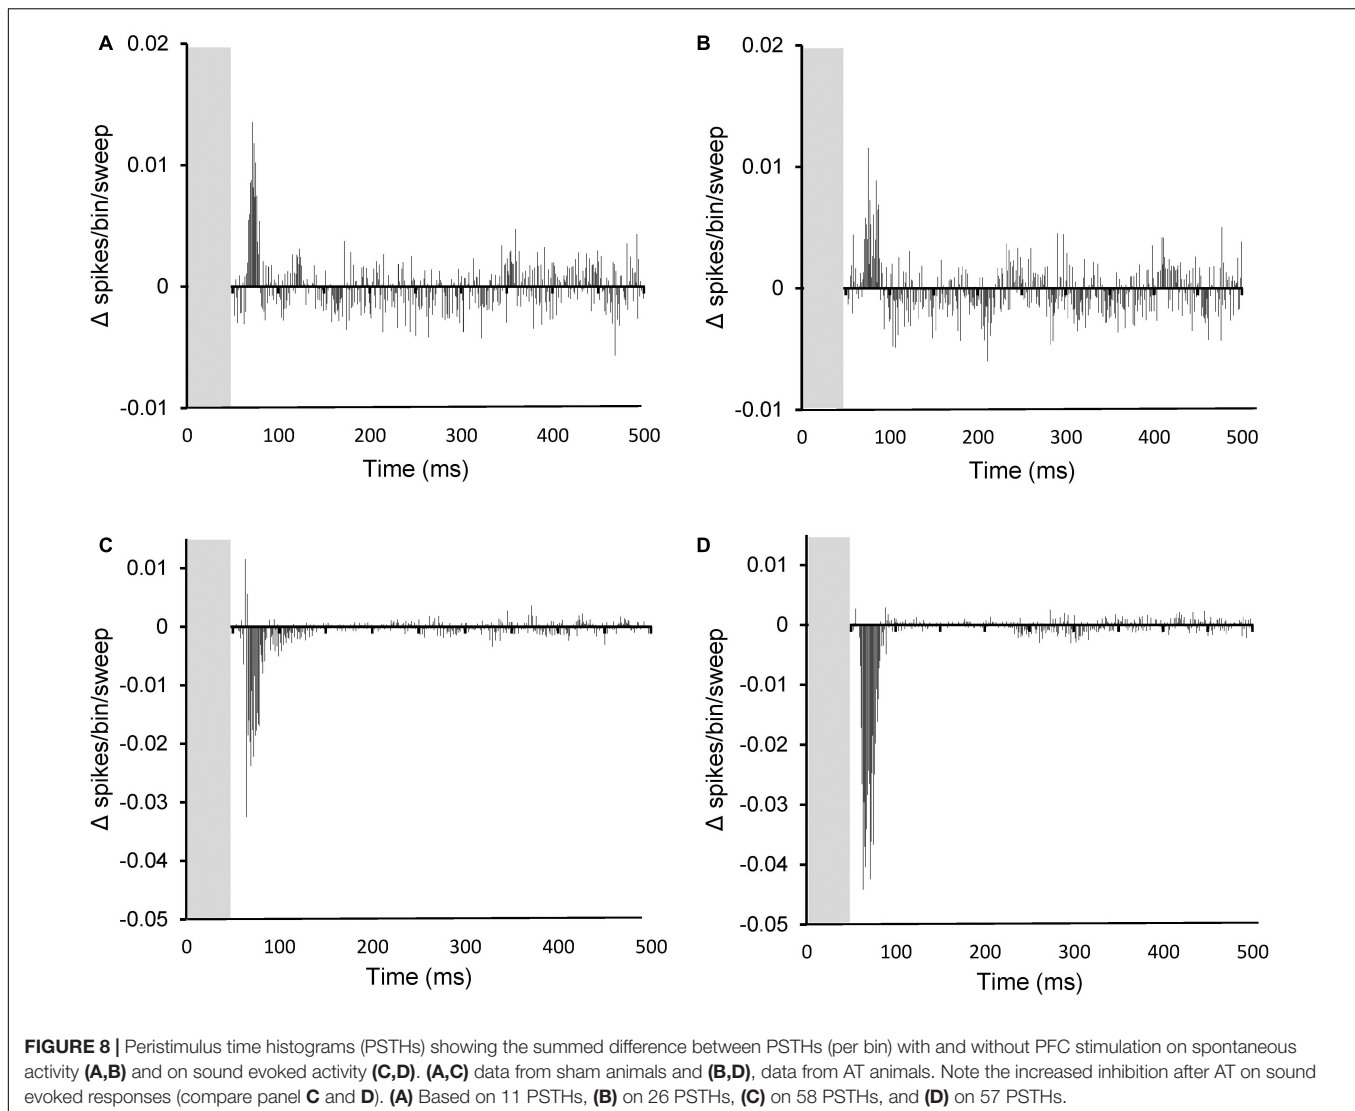 A
0.02
0.01
0
-0.01
Δ spikes/bin/sweep
0 100 200 300 400 500
Time (ms)
B
0.02
0.01
0
-0.01
Δ spikes/bin/sweep
0 100 200 300 400 500
Time (ms)
C
0.01
0
-0.01
-0.02
-0.03
-0.04
-0.05
Δ spikes/bin/sweep
0 100 200 300 400 500
Time (ms)
D
0.01
0
-0.01
-0.02
-0.03
-0.04
-0.05
Δ spikes/bin/sweep
0 100 200 300 400 500
Time (ms)
FIGURE 8 | Peristimulus time histograms (PSTHs) showing the summed difference between PSTHs (per bin) with and without PFC stimulation on spontaneous
activity (A,B) and on sound evoked activity (C,D). (A,C) data from sham animals and (B,D), data from AT animals. Note the increased inhibition after AT on sound
evoked responses (compare panel C and D). (A) Based on 11 PSTHs, (B) on 26 PSTHs, (C) on 58 PSTHs, and (D) on 57 PSTHs.